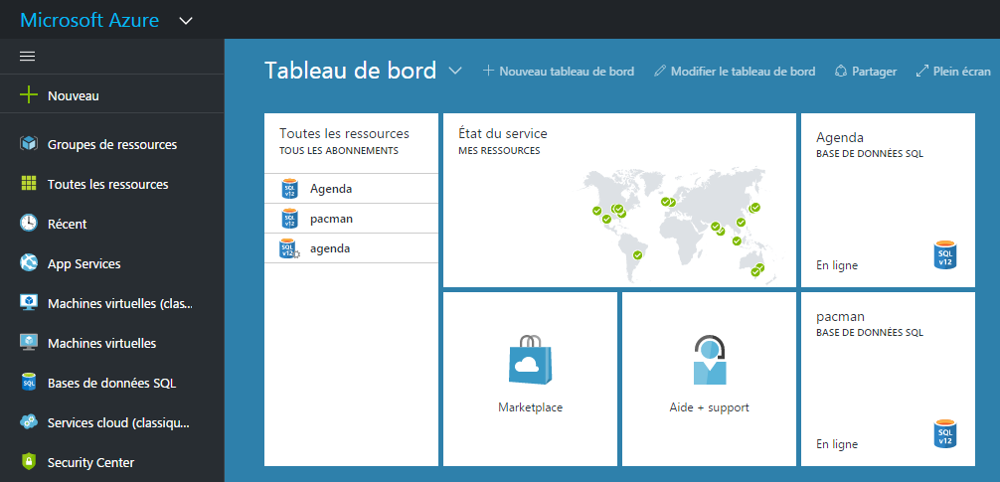 Microsoft Azure
Nouveau
Groupes de ressources
Toutes les ressources
Récent
App Services
Machines virtuelles (clas...
Machines virtuelles
Bases de données SQL
Services cloud (classiqu...
Security Center
Tableau de bord
Nouveau tableau de bord
Modifier le tableau de bord
Partager
Plein écran
Toutes les ressources
TOUS LES ABONNEMENTS
SQL
v12
Agenda
SQL
v12
pacman
SQL
v12
agenda
État du service
MES RESSOURCES
Marketplace
Aide + support
Agenda
BASE DE DONNÉES SQL
En ligne
SQL
v12
pacman
BASE DE DONNÉES SQL
En ligne
SQL
v12